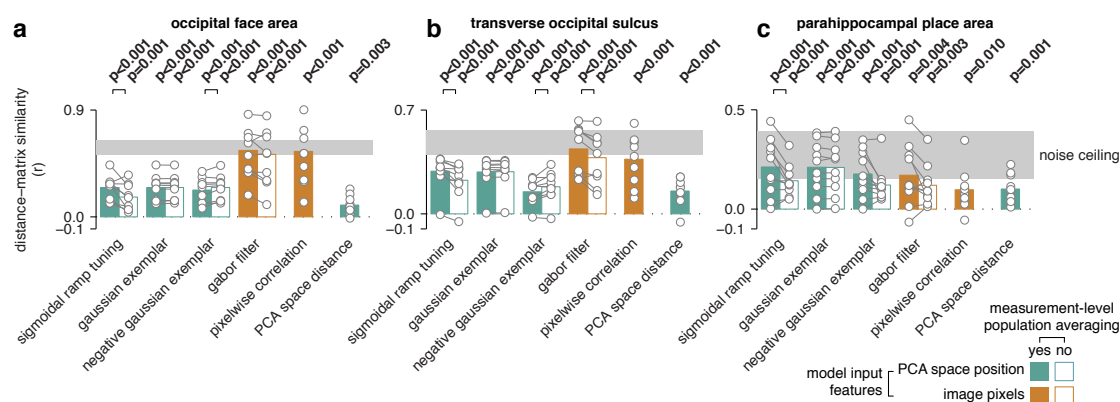 a
occipital face area
p<0.001
p=0.001
p<0.001
p<0.001
p<0.001
p<0.001
p<0.001
p<0.001
p<0.001
p=0.003
distance−matrix similarity
(r)
0.9
0.0
−0.1
sigmoidal ramp tuning
gaussian exemplar
negative gaussian exemplar
gabor filter
pixelwise correlation
PCA space distance
b
transverse occipital sulcus
p<0.001
p<0.001
p<0.001
p<0.001
p<0.001
p<0.001
p<0.001
p<0.001
p<0.001
p<0.001
0.7
0.0
−0.1
sigmoidal ramp tuning
gaussian exemplar
negative gaussian exemplar
gabor filter
pixelwise correlation
PCA space distance
c
parahippocampal place area
p<0.001
p<0.001
p<0.001
p<0.001
p<0.001
p=0.001
p=0.004
p=0.003
p=0.010
p=0.001
0.5
0.0
−0.1
noise ceiling
sigmoidal ramp tuning
gaussian exemplar
negative gaussian exemplar
gabor filter
pixelwise correlation
PCA space distance
measurement-level
population averaging
yes no
model input
features
PCA space position
image pixels